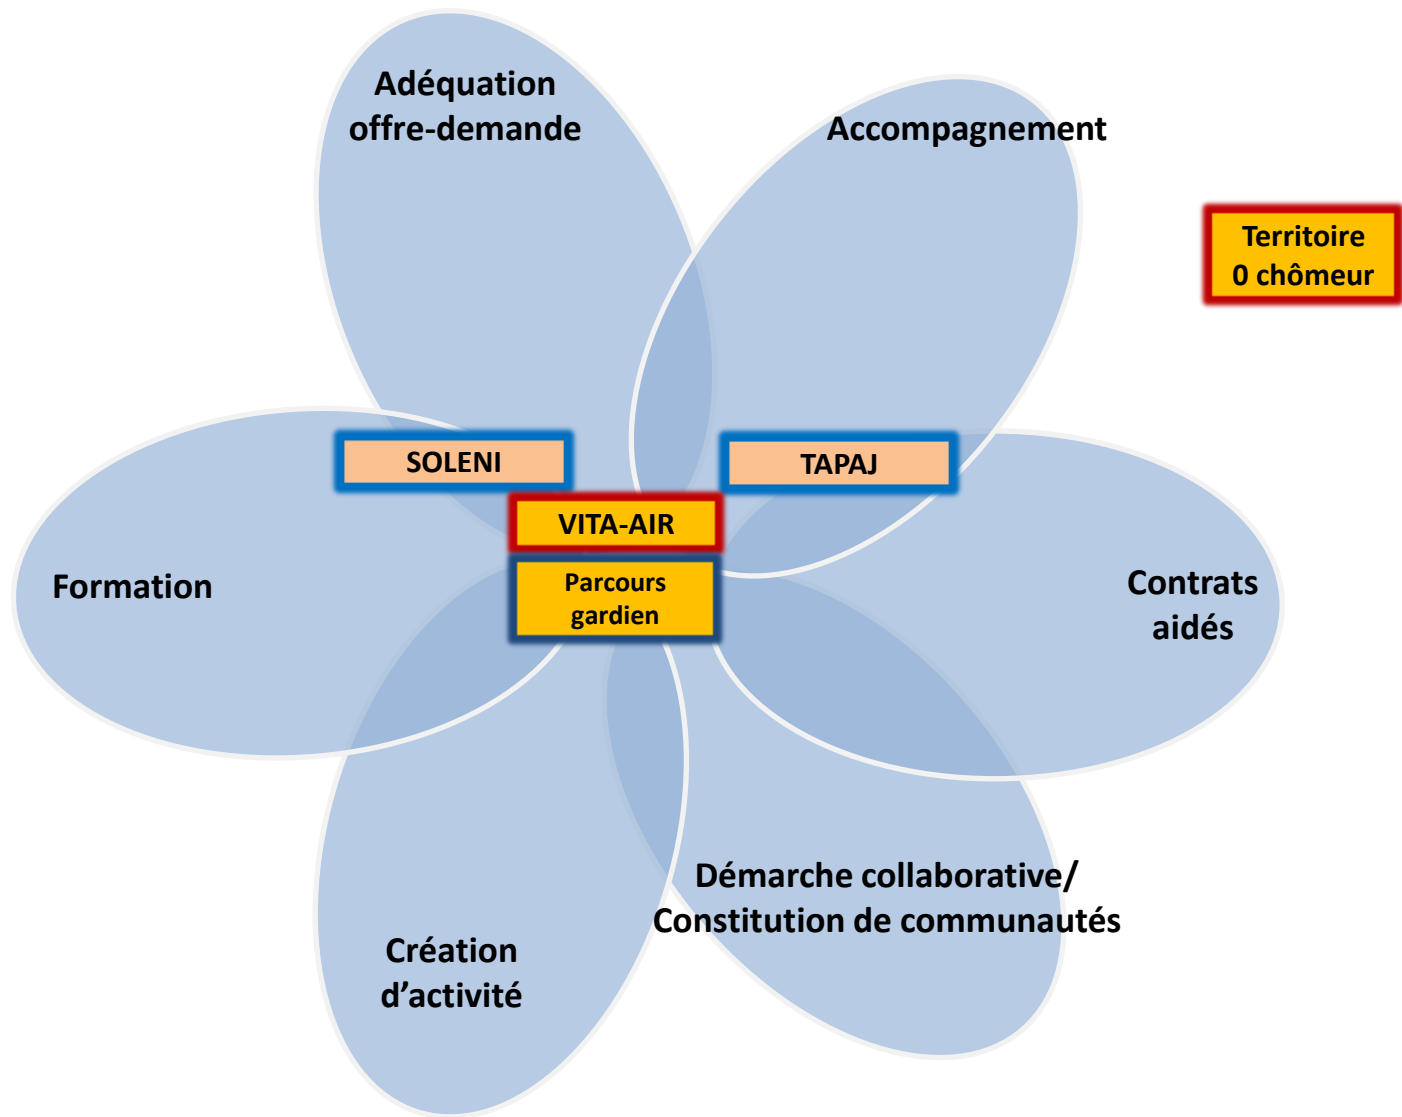 Adéquation
offre-demande
Accompagnement
Territoire
0 chômeur
SOLENI
TAPAJ
VITA-AIR
Parcours
gardien
Formation
Contrats
aidés
Démarche collaborative/
Constitution de communautés
Création
d’activité